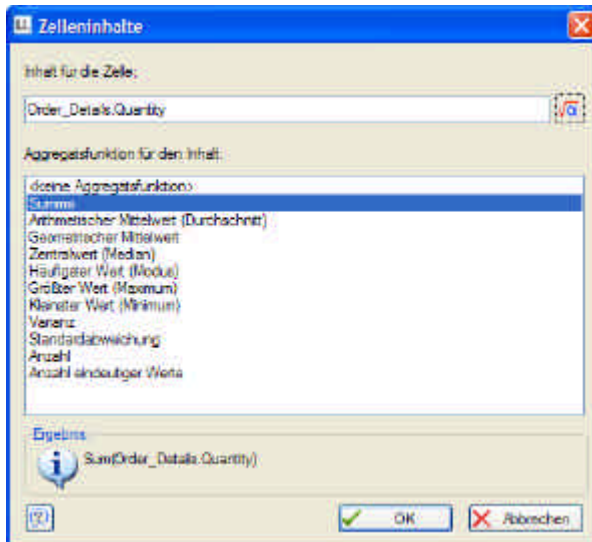 LL Zelleninhalte
Inhalt für die Zelle:
Order_Details.Quantity
√α
Aggregatsfunktion für den Inhalt:
<keine Aggregatsfunktion>
Summe
Arithmetischer Mittelwert (Durchschnitt)
Geometrischer Mittelwert
Zentralwert (Median)
Häufigster Wert (Modus)
Größter Wert (Maximum)
Kleinster Wert (Minimum)
Varianz
Standardabweichung
Anzahl
Anzahl eindeutiger Werte
Ergebnis
Sum(Order_Details.Quantity)
OK
Abbrechen